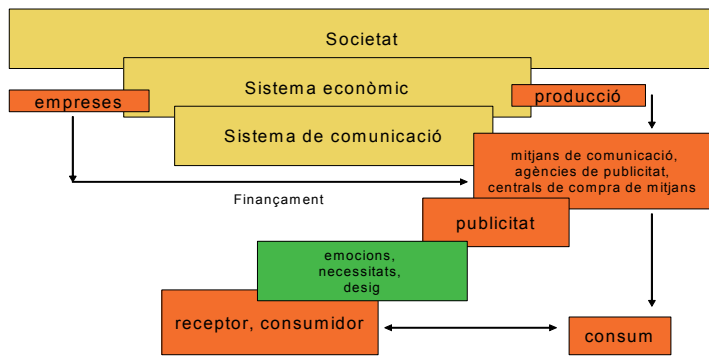 Societat
Sistema econòmic
empreses
producció
Sistema de comunicació
mitjans de comunicació,
agències de publicitat,
centrals de compra de mitjans
Finançament
publicitat
emocions,
necessitats,
desig
receptor, consumidor
consum